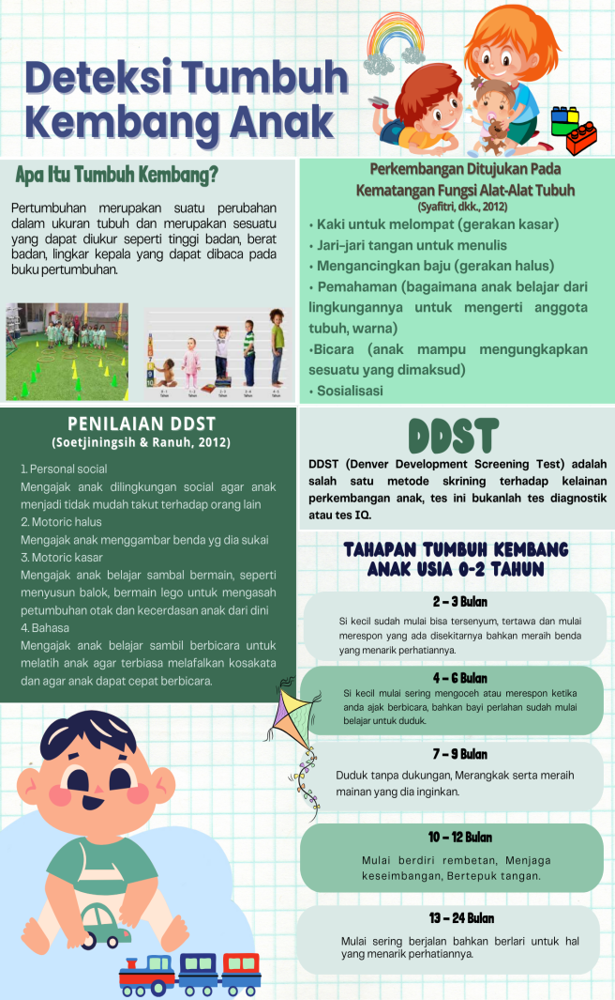 Deteksi Tumbuh
Kembang Anak
Apa Itu Tumbuh Kembang?
Pertumbuhan merupakan suatu perubahan
dalam ukuran tubuh dan merupakan sesuatu
yang dapat diukur seperti tinggi badan, berat
badan, lingkar kepala yang dapat dibaca pada
buku pertumbuhan.
Perkembangan Ditujukan Pada
Kematangan Fungsi Alat-Alat Tubuh
(Syafitri, dkk., 2012)
• Kaki untuk melompat (gerakan kasar)
• Jari-jari tangan untuk menulis
• Mengancingkan baju (gerakan halus)
• Pemahaman (bagaimana anak belajar dari
lingkungannya untuk mengerti anggota
tubuh, warna)
•Bicara (anak mampu mengungkapkan
sesuatu yang dimaksud)
• Sosialisasi
PENILAIAN DDST
(Soetjiningsih & Ranuh, 2012)
1. Personal social
Mengajak anak dilingkungan social agar anak
menjadi tidak mudah takut terhadap orang lain
2. Motoric halus
Mengajak anak menggambar benda yg dia sukai
3. Motoric kasar
Mengajak anak belajar sambal bermain, seperti
menyusun balok, bermain lego untuk mengasah
petumbuhan otak dan kecerdasan anak dari dini
4. Bahasa
Mengajak anak belajar sambil berbicara untuk
melatih anak agar terbiasa melafalkan kosakata
dan agar anak dapat cepat berbicara.
DDST
DDST (Denver Development Screening Test) adalah
salah satu metode skrining terhadap kelainan
perkembangan anak, tes ini bukanlah tes diagnostik
atau tes IQ.
TAHAPAN TUMBUH KEMBANG
ANAK USIA 0-2 TAHUN
2 – 3 Bulan
Si kecil sudah mulai bisa tersenyum, tertawa dan mulai
merespon yang ada disekitarnya bahkan meraih benda
yang menarik perhatiannya.
4 – 6 Bulan
Si kecil mulai sering mengoceh atau merespon ketika
anda ajak berbicara, bahkan bayi perlahan sudah mulai
belajar untuk duduk.
7 – 9 Bulan
Duduk tanpa dukungan, Merangkak serta meraih
mainan yang dia inginkan.
10 – 12 Bulan
Mulai berdiri rembetan, Menjaga
keseimbangan, Bertepuk tangan.
13 – 24 Bulan
Mulai sering berjalan bahkan berlari untuk hal
yang menarik perhatiannya.